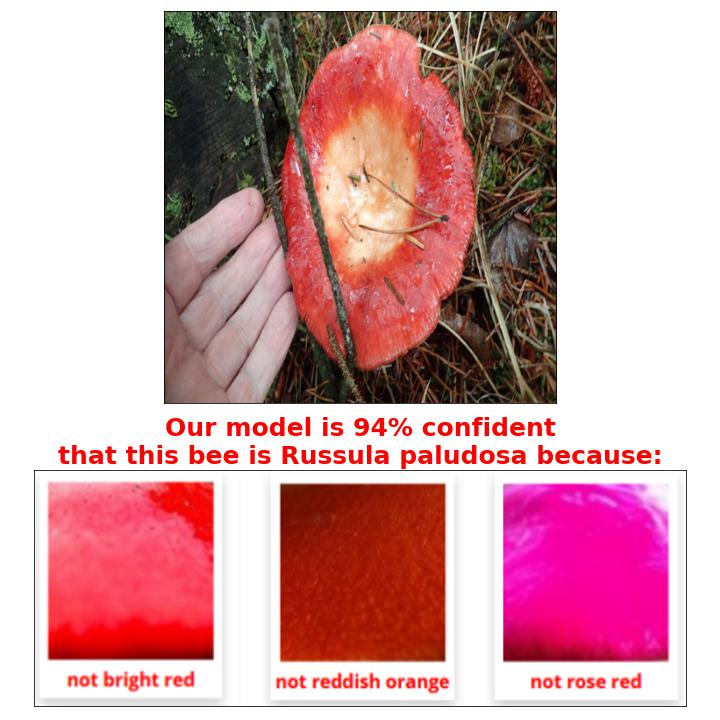 Our model is 94% confident
that this bee is Russula paludosa because:
not bright red
not reddish orange
not rose red